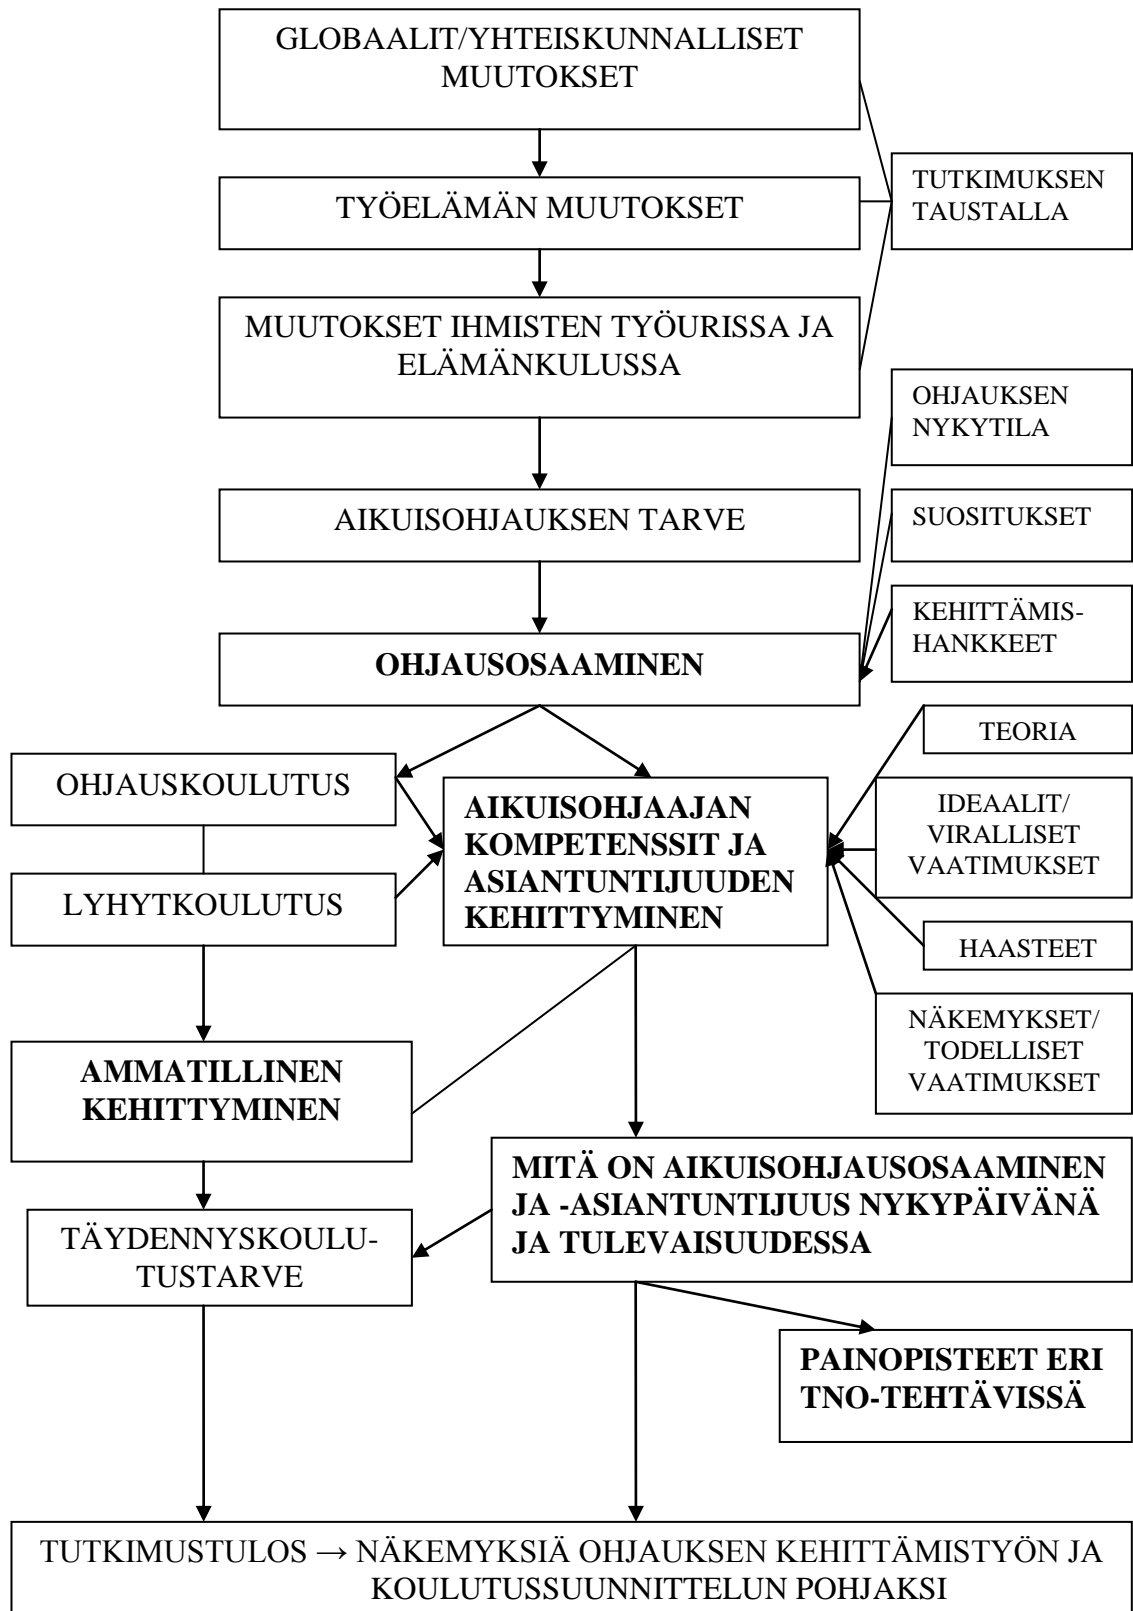 GLOBAALIT/YHTEISKUNNALLISET
MUUTOKSET
TUTKIMUKSEN
TAUSTALLA
TYÖELÄMÄN MUUTOKSET
MUUTOKSET IHMISTEN TYÖURISSA JA
ELÄMÄNKULUSSA
OHJAUKSEN
NYKYTILA
AIKUISOHJAUKSEN TARVE
SUOSITUKSET
KEHITTÄMIS-
HANKKEET
OHJAUSOSAAMINEN
TEORIA
OHJAUSKOULUTUS
AIKUISOHJAAJAN
KOMPETENSSIT JA
ASIANTUNTIJUUDEN
KEHITTYMINEN
IDEAALIT/
VIRALLISET
VAATIMUKSET
LYHYTKOULUTUS
HAASTEET
NÄKEMYKSET/
TODELLISET
VAATIMUKSET
AMMATILLINEN
KEHITTYMINEN
MITÄ ON AIKUISOHJAUSOSAAMINEN
JA -ASIANTUNTIJUUS NYKYPÄIVÄNÄ
JA TULEVAISUUDESSA
TÄYDENNYSKOULU-
TUSTARVE
PAINOPISTEET ERI
TNO-TEHTÄVISSÄ
TUTKIMUSTULOS → NÄKEMYKSIÄ OHJAUKSEN KEHITTÄMISTYÖN JA
KOULUTUSSUUNNITTELUN POHJAKSI